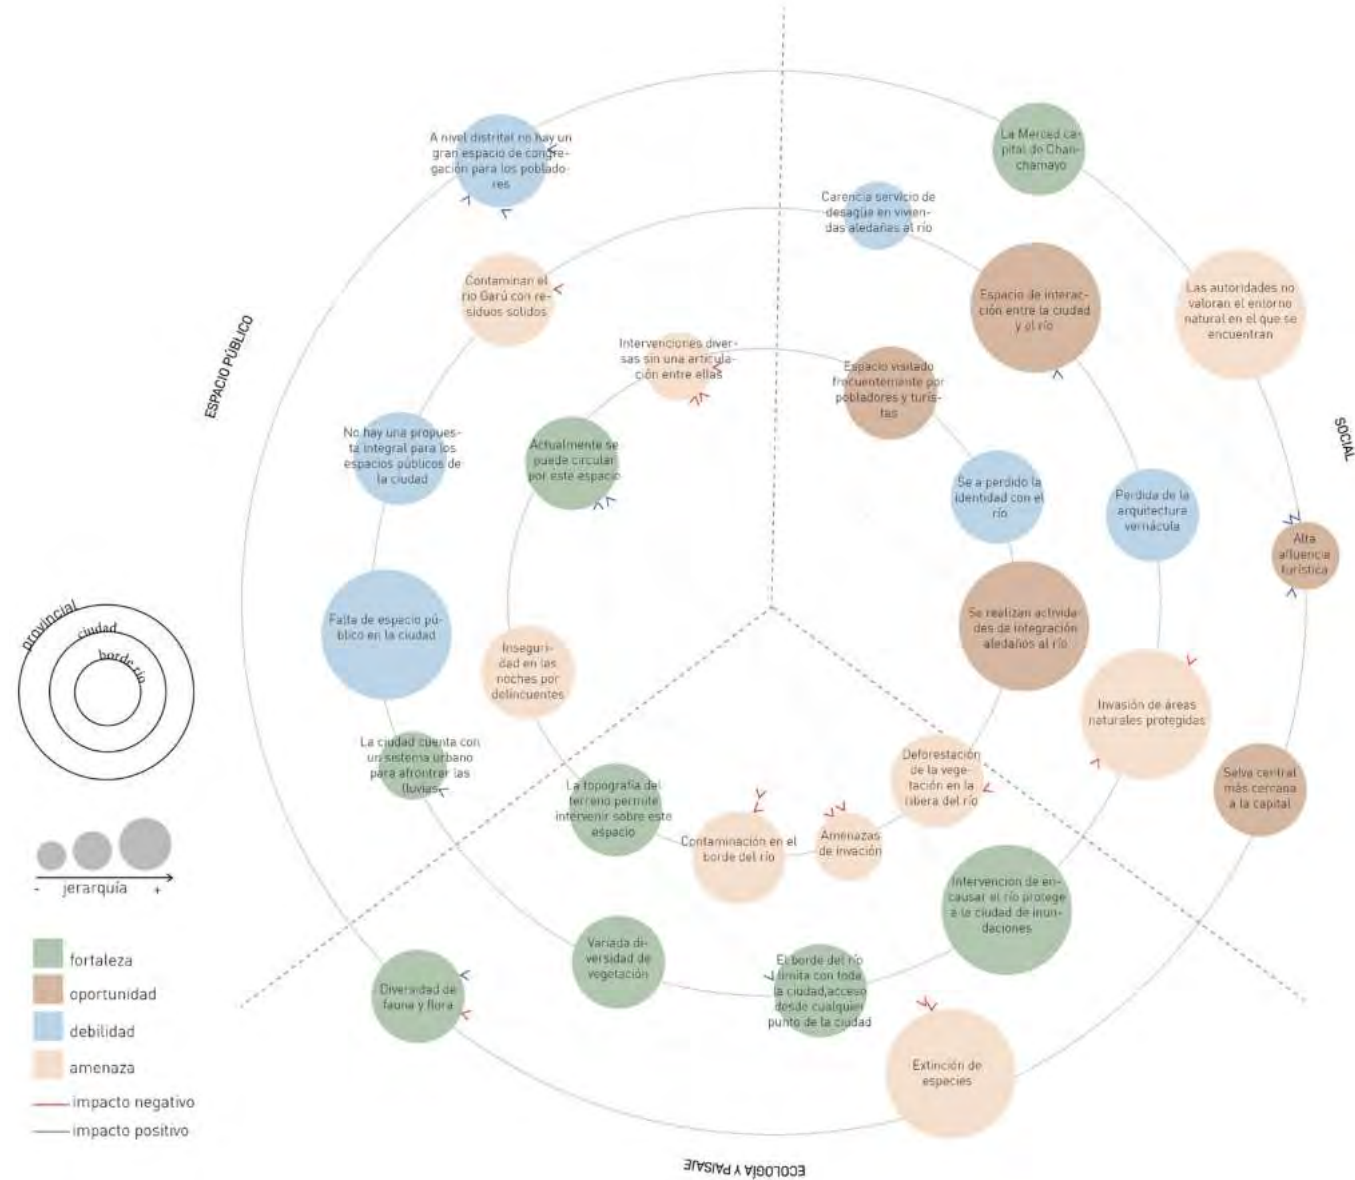 A nivel distrital no hay un
gran espacio de congre-
gación para los poblado-
res
La Merced ca-
pital de Chan-
chamayo
Carencia servicio de
desagüe en vivien-
das aledañas al río
Contaminan el
rio Garú con re-
siduos solidos
Espacio de interac-
ción entre la ciudad
y el río
Las autoridades no
valoran el entorno
natural en el que se
encuentran
ESPACIO PÚBLICO
Intervenciones diver-
sas sin una articula-
ción entre ellas
Espacio visitado
frecuentemente por
pobladores y turis-
tas
SOCIAL
No hay una propues-
ta integral para los
espacios públicos de
la ciudad
Actualmente se
puede circular
por este espacio
Se a perdido la
identidad con el
río
Perdida de la
arquitectura
vernácula
Alta
afluencia
turística
Falta de espacio pú-
blico en la ciudad
Se realizan activida-
des de integración
aledaños al río
Insegur-
idad en las
noches por
delincuentes
Invasión de áreas
naturales protegidas
La ciudad cuenta con
un sistema urbano
para afrontrar las
lluvias
La topografía del
terreno permite
intervenir sobre este
espacio
Contaminación en el
borde del río
Amenazas
de invación
Deforestación
de la vege-
tación en la
ribera del río
Selva central
más cercana
a la capital
Intervención de en-
causar el río protege
a la ciudad de inun-
daciones
Variada di-
versidad de
vegetación
El borde del río
limita con toda
la ciudad,acceso
desde cualquier
punto de la ciudad
Diversidad de
fauna y flora
Extinción de
especies
ECOLOGÍA Y PAISAJE
provincial
ciudad
borde río
- jerarquía +
fortaleza
oportunidad
debilidad
amenaza
impacto negativo
impacto positivo